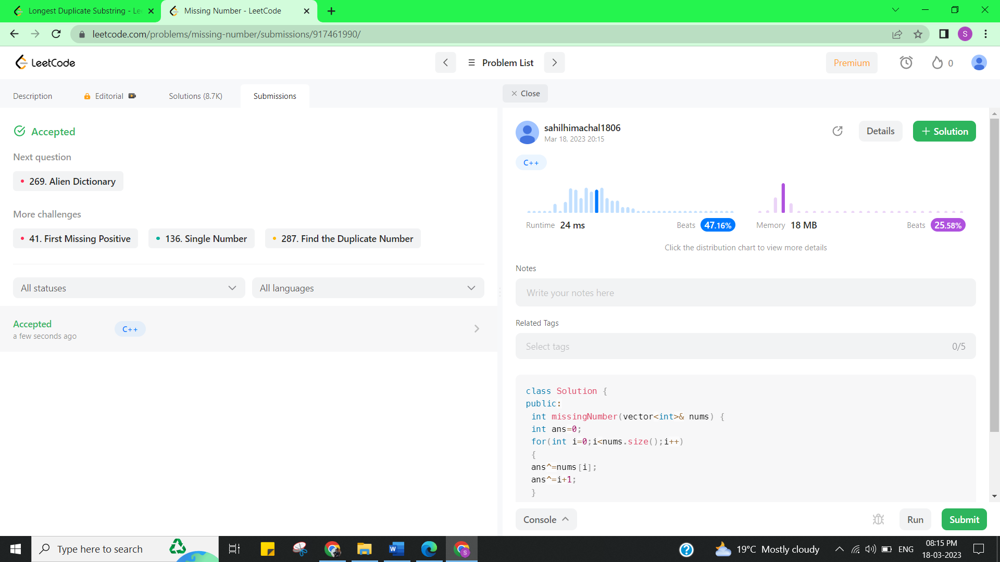 Longest Duplicate Substring - Le
Missing Number - LeetCode
leetcode.com/problems/missing-number/submissions/917461990/
S
LeetCode
Problem List
Premium
0
Description
Editorial
Solutions (8.7K)
Submissions
Close
Accepted
Next question
269. Alien Dictionary
More challenges
41. First Missing Positive
136. Single Number
287. Find the Duplicate Number
All statuses
All languages
Accepted
a few seconds ago
C++
sahilhimachal1806
Mar 18, 2023 20:15
Details
+ Solution
C++
Runtime 24 ms
Beats 47.16%
Memory 18 MB
Beats 25.58%
Click the distribution chart to view more details
Notes
Write your notes here
Related Tags
Select tags
0/5
class Solution {
public:
int missingNumber(vector<int>& nums) {
int ans=0;
for(int i=0;i<nums.size();i++)
{
ans^=nums[i];
ans^=i+1;
}
Console
Run
Submit
Type here to search
W
S
?
19°C Mostly cloudy
ENG
08:15 PM
18-03-2023